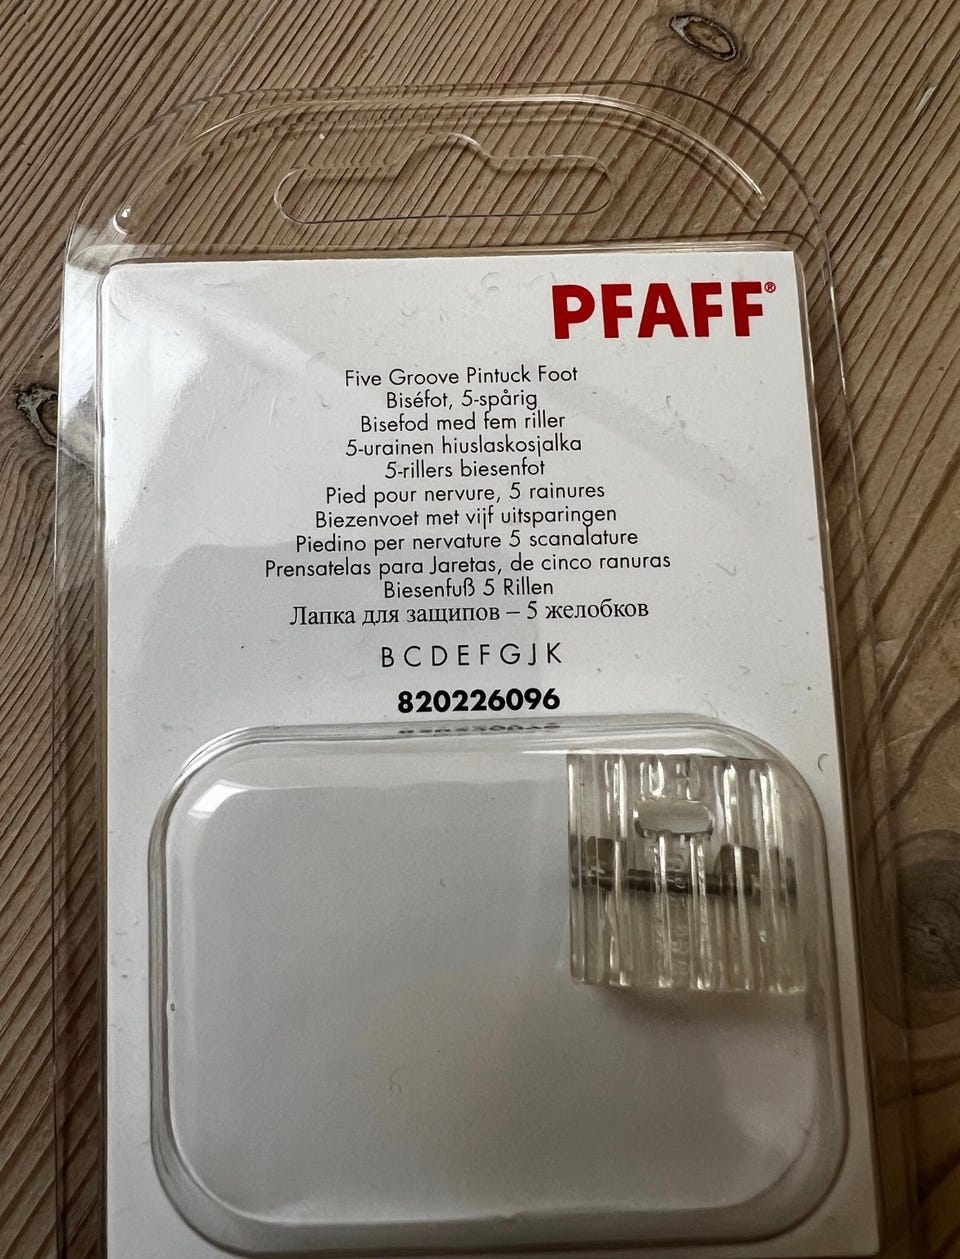 PFAFF®
Five Groove Pintuck Foot
Biséfot, 5-spårig
Bisefod med fem riller
5-urainen hiuslaskosjalka
5-rillers biesenfot
Pied pour nervure, 5 rainures
Biezenvoet met vijf uitsparingen
Piedino per nervature 5 scanalature
Prensatelas para Jaretas, de cinco ranuras
Biesenfuß 5 Rillen
Лапка для защипов – 5 желобков
B C D E F G J K
820226096